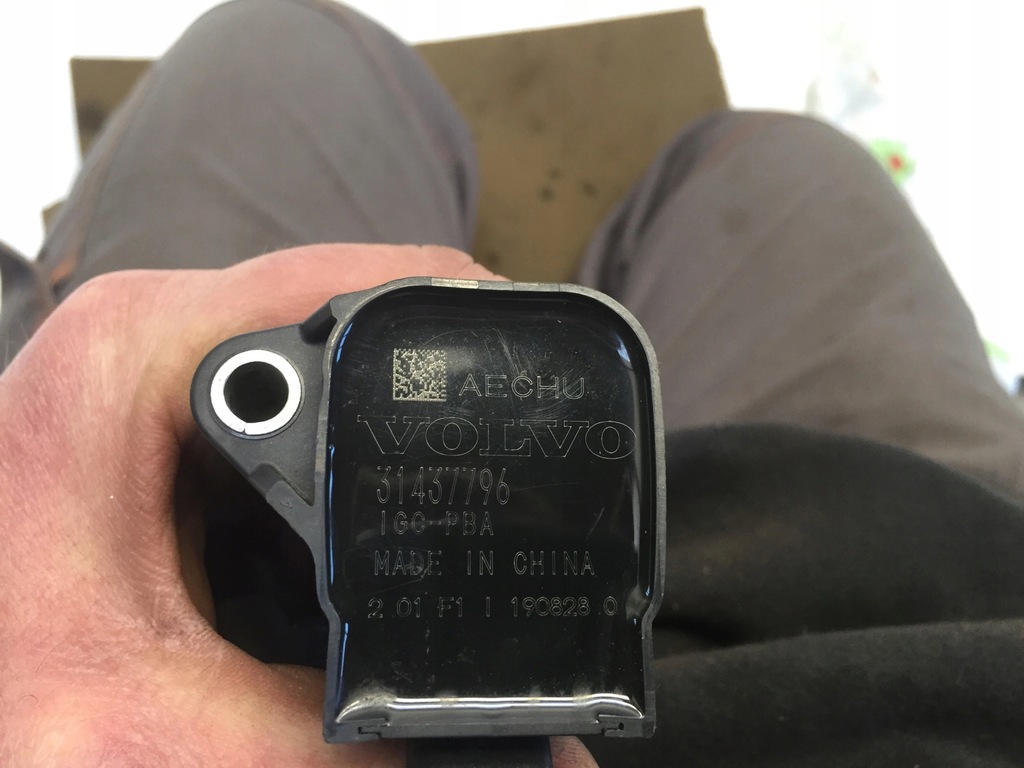 AECHU
VOLVO
31437796
IGC-PBA
MADE IN CHINA
2 01 F1 I 190828 0